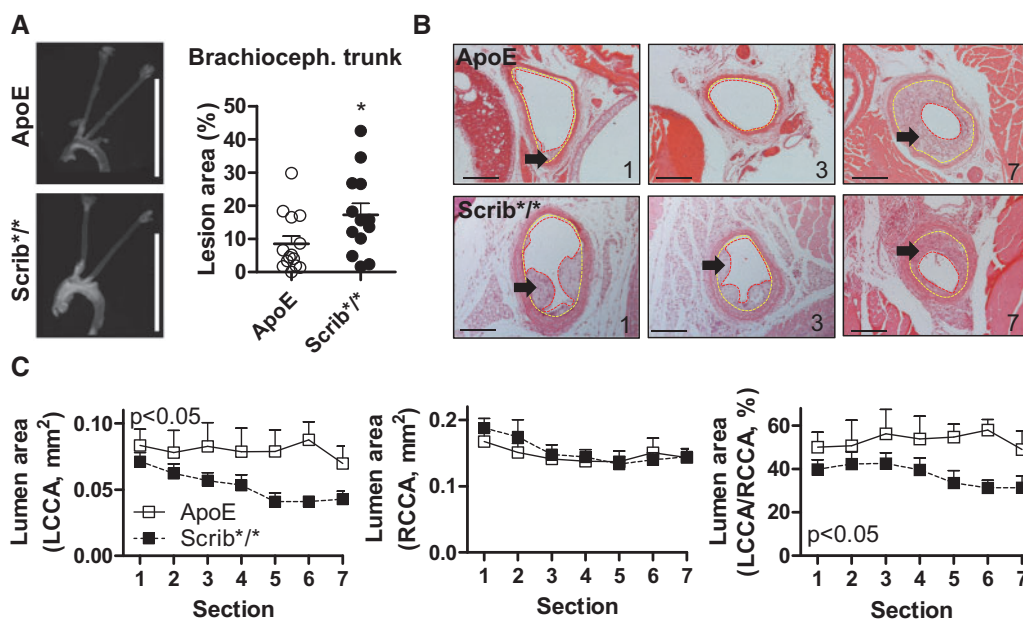 A
ApoE
Scrib*/*
Brachioceph. trunk
*
Lesion area (%)
50
40
30
20
10
0
ApoE
Scrib*/*
B
ApoE
1
3
7
Scrib*/*
1
3
7
C
Lumen area
(LCCA, mm²)
0.10
0.05
0.00
p<0.05
ApoE
Scrib*/*
1 2 3 4 5 6 7
Section
Lumen area
(RCCA, mm²)
0.2
0.1
0.0
1 2 3 4 5 6 7
Section
Lumen area
(LCCA/RCCA, %)
60
40
20
0
p<0.05
1 2 3 4 5 6 7
Section